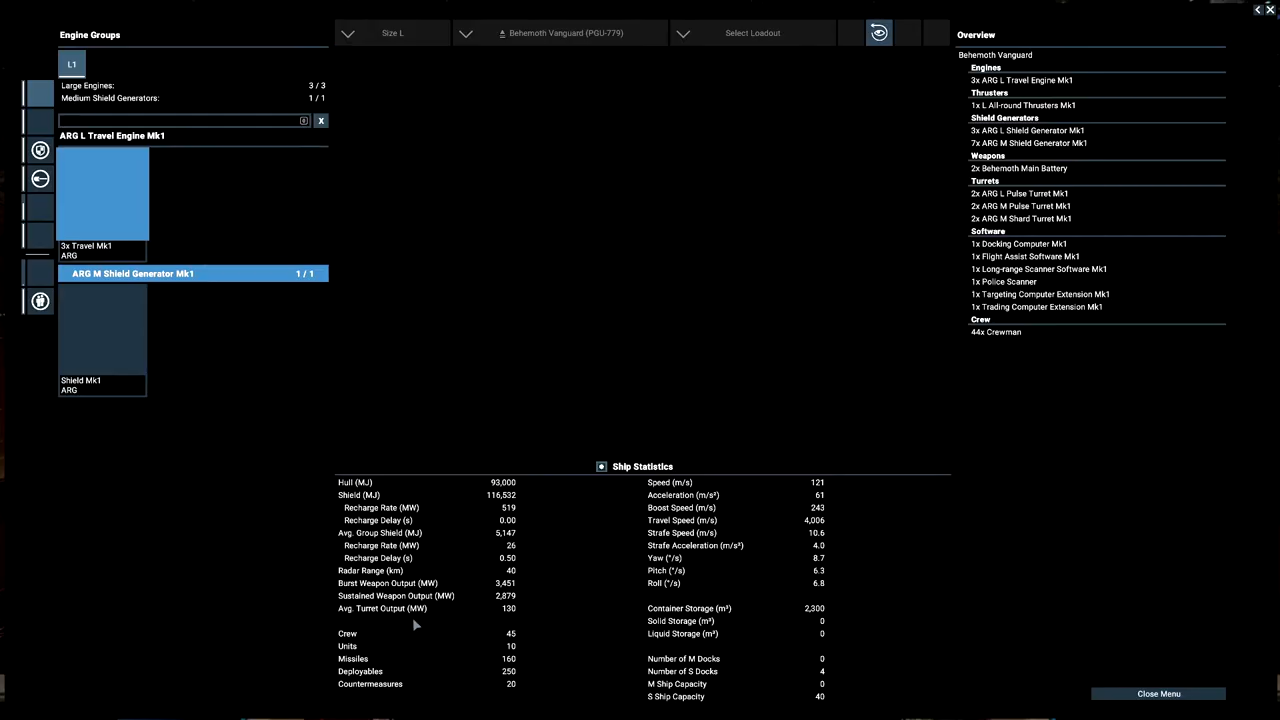 Engine Groups
L1
Large Engines: 3 / 3
Medium Shield Generators: 1 / 1
X
ARG L Travel Engine Mk1
3x Travel Mk1
ARG
ARG M Shield Generator Mk1 1 / 1
Shield Mk1
ARG
Size L
Behemoth Vanguard (PGU-779)
Select Loadout
Ship Statistics
Hull (MJ) 93,000
Shield (MJ) 116,532
Recharge Rate (MW) 519
Recharge Delay (s) 0.00
Avg. Group Shield (MJ) 5,147
Recharge Rate (MW) 26
Recharge Delay (s) 0.50
Radar Range (km) 40
Burst Weapon Output (MW) 3,451
Sustained Weapon Output (MW) 2,879
Avg. Turret Output (MW) 130
Crew 45
Units 10
Missiles 160
Deployables 250
Countermeasures 20
Speed (m/s) 121
Acceleration (m/s²) 61
Boost Speed (m/s) 243
Travel Speed (m/s) 4,006
Strafe Speed (m/s) 10.6
Strafe Acceleration (m/s²) 4.0
Yaw (°/s) 8.7
Pitch (°/s) 6.3
Roll (°/s) 6.8
Container Storage (m³) 2,300
Solid Storage (m³) 0
Liquid Storage (m³) 0
Number of M Docks 0
Number of S Docks 4
M Ship Capacity 0
S Ship Capacity 40
Overview
Behemoth Vanguard
Engines
3x ARG L Travel Engine Mk1
Thrusters
1x L All-round Thrusters Mk1
Shield Generators
3x ARG L Shield Generator Mk1
7x ARG M Shield Generator Mk1
Weapons
2x Behemoth Main Battery
Turrets
2x ARG L Pulse Turret Mk1
2x ARG M Pulse Turret Mk1
2x ARG M Shard Turret Mk1
Software
1x Docking Computer Mk1
1x Flight Assist Software Mk1
1x Long-range Scanner Software Mk1
1x Police Scanner
1x Targeting Computer Extension Mk1
1x Trading Computer Extension Mk1
Crew
44x Crewman
Close Menu